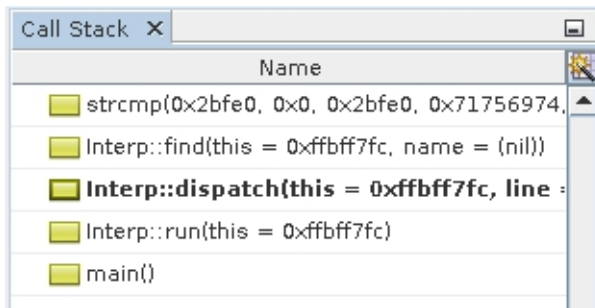 Call Stack
Name
strcmp(0x2bfe0, 0x0, 0x2bfe0, 0x71756974,
Interp::find(this = 0xffbff7fc, name = (nil))
Interp::dispatch(this = 0xffbff7fc, line =
Interp::run(this = 0xffbff7fc)
main()